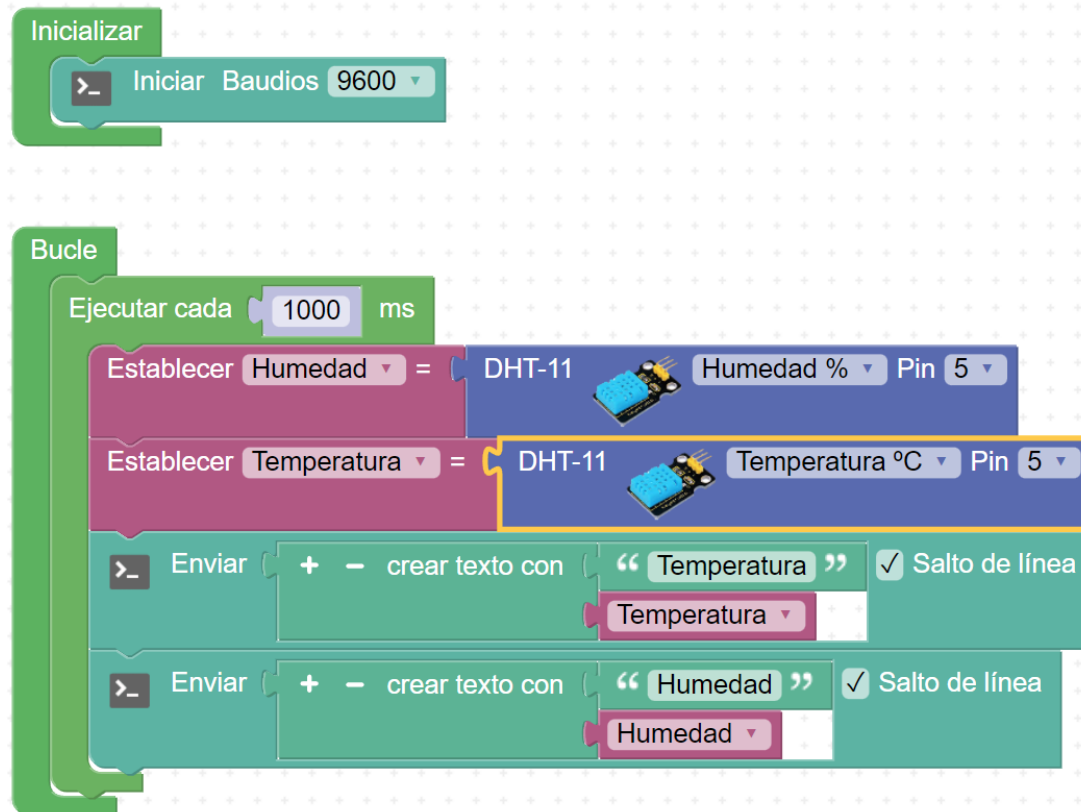 Inicializar
>_ Iniciar Baudios 9600
Bucle
Ejecutar cada 1000 ms
Establecer Humedad = DHT-11 Humedad % Pin 5
Establecer Temperatura = DHT-11 Temperatura ºC Pin 5
>_ Enviar + − crear texto con “ Temperatura ” ✓ Salto de línea
Temperatura
>_ Enviar + − crear texto con “ Humedad ” ✓ Salto de línea
Humedad